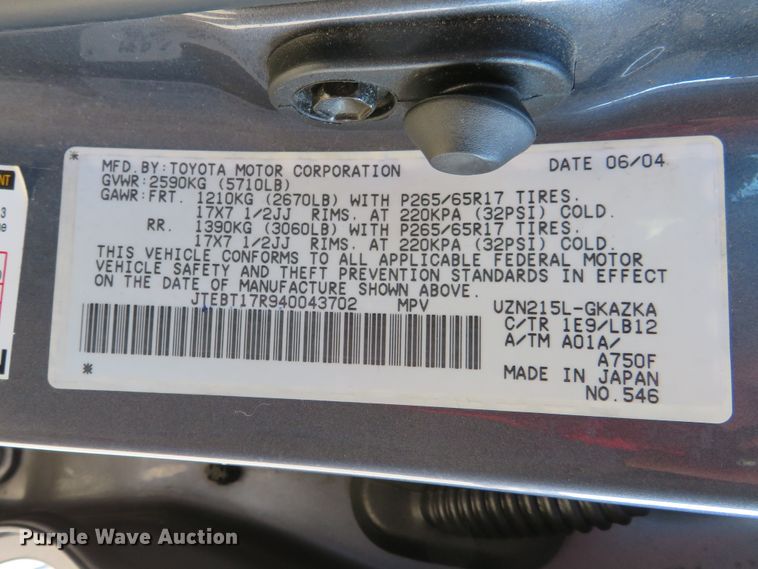 MFD. BY: TOYOTA MOTOR CORPORATION DATE 06/04
GVWR: 2590KG (5710LB)
GAWR: FRT. 1210KG (2670LB) WITH P265/65R17 TIRES.
17X7 1/2JJ RIMS. AT 220KPA (32PSI) COLD.
RR. 1390KG (3060LB) WITH P265/65R17 TIRES.
17X7 1/2JJ RIMS. AT 220KPA (32PSI) COLD.
THIS VEHICLE CONFORMS TO ALL APPLICABLE FEDERAL MOTOR
VEHICLE SAFETY AND THEFT PREVENTION STANDARDS IN EFFECT
ON THE DATE OF MANUFACTURE SHOWN ABOVE.
JTEBT17R940043702 MPV UZN215L-GKAZKA
C/TR 1E9/LB12
A/TM A01A/
A750F
MADE IN JAPAN
NO.546
Purple Wave Auction